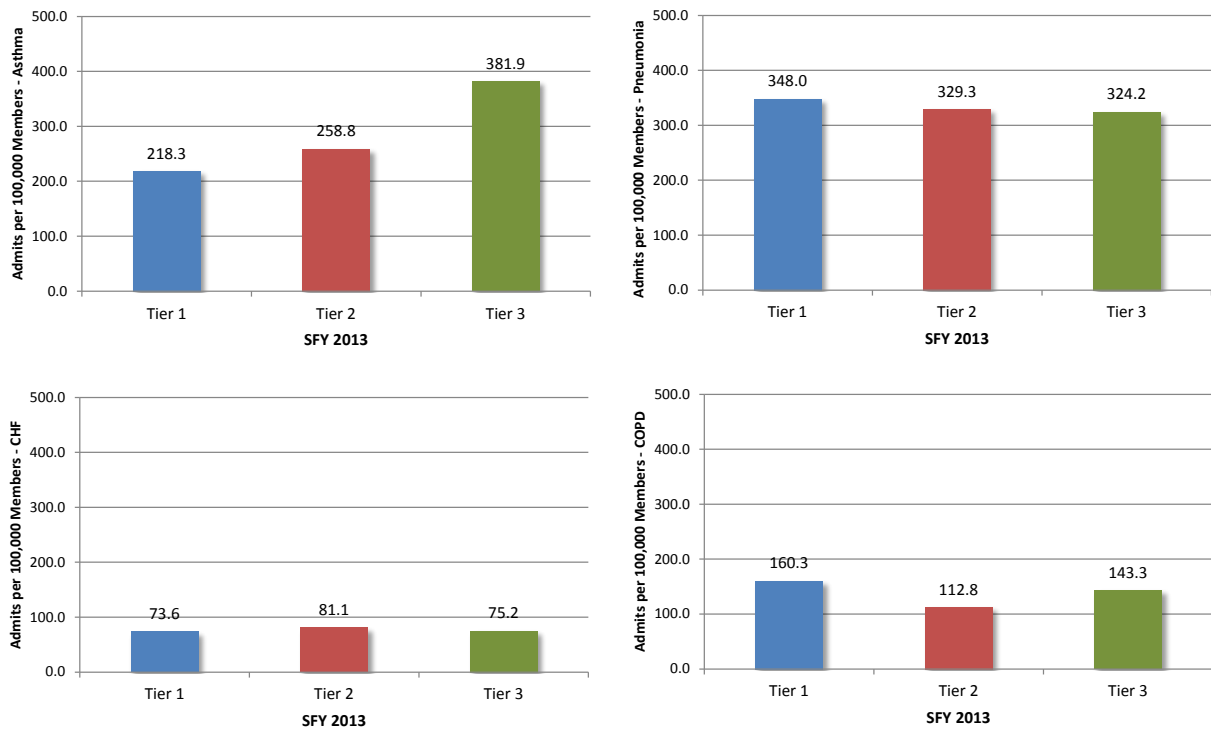 Admits per 100,000 Members - Asthma
500.0
400.0
300.0
200.0
100.0
0.0
218.3
258.8
381.9
Tier 1
Tier 2
Tier 3
SFY 2013
Admits per 100,000 Members - Pneumonia
500.0
400.0
300.0
200.0
100.0
0.0
348.0
329.3
324.2
Tier 1
Tier 2
Tier 3
SFY 2013
Admits per 100,000 Members - CHF
500.0
400.0
300.0
200.0
100.0
0.0
73.6
81.1
75.2
Tier 1
Tier 2
Tier 3
SFY 2013
Admits per 100,000 Members - COPD
500.0
400.0
300.0
200.0
100.0
0.0
160.3
112.8
143.3
Tier 1
Tier 2
Tier 3
SFY 2013